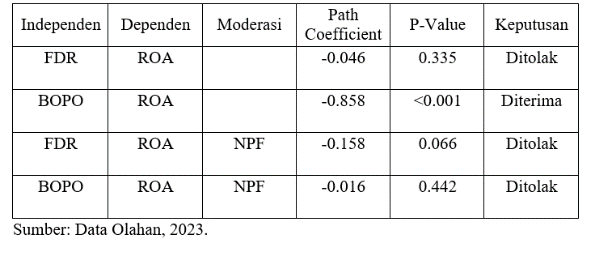 Independen Dependen Moderasi Path Coefficient P-Value Keputusan
FDR ROA -0.046 0.335 Ditolak
BOPO ROA -0.858 <0.001 Diterima
FDR ROA NPF -0.158 0.066 Ditolak
BOPO ROA NPF -0.016 0.442 Ditolak
Sumber: Data Olahan, 2023.